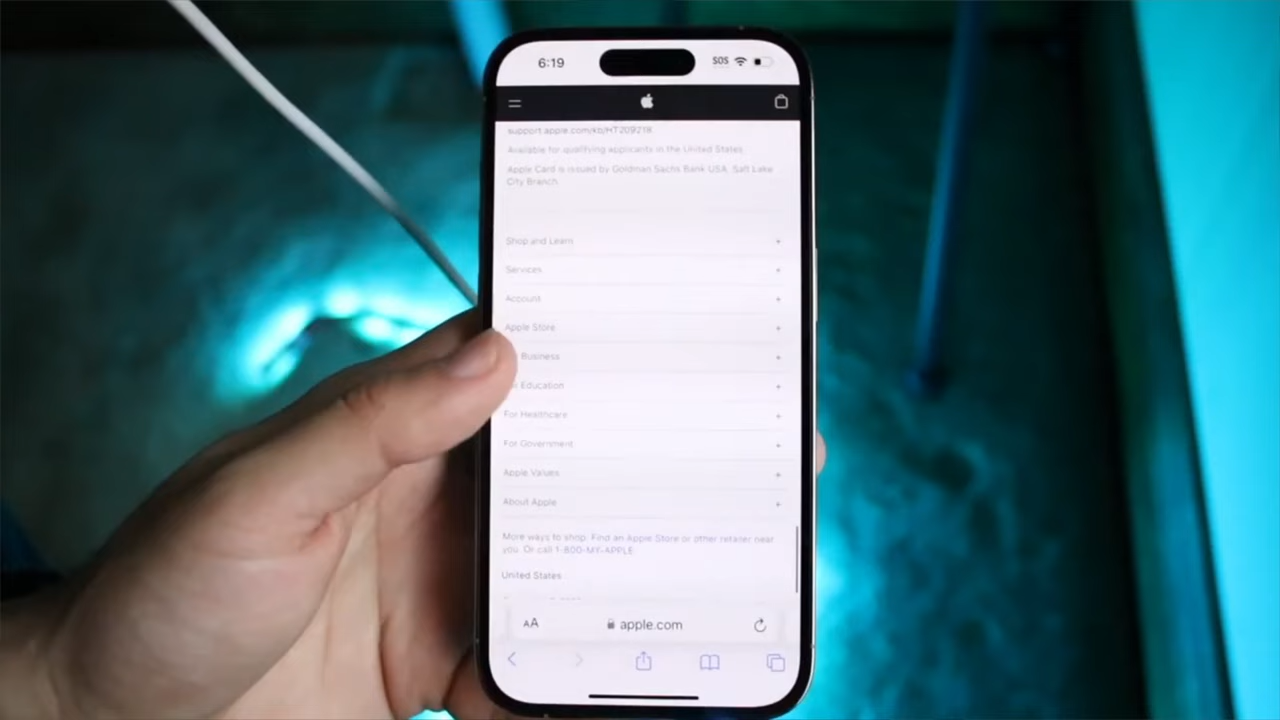 6:19
SOS
support.apple.com/kb/HT209218.
Available for qualifying applicants in the United States.
Apple Card is issued by Goldman Sachs Bank USA, Salt Lake
City Branch.
Shop and Learn +
Services +
Account +
Apple Store +
Business +
Education +
For Healthcare +
For Government +
Apple Values +
About Apple +
More ways to shop: Find an Apple Store or other retailer near
you. Or call 1-800-MY-APPLE.
United States
AA apple.com